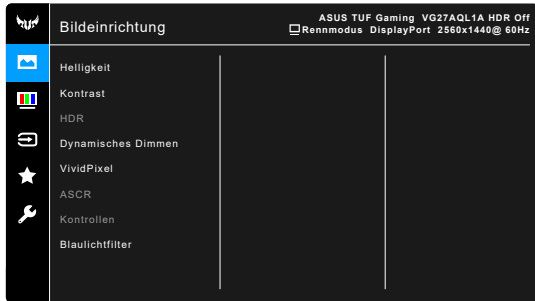 Bildeinrichtung
ASUS TUF Gaming VG27AQL1A HDR Off
Rennmodus DisplayPort 2560x1440@ 60Hz
Helligkeit
Kontrast
HDR
Dynamisches Dimmen
VividPixel
ASCR
Kontrollen
Blaulichtfilter